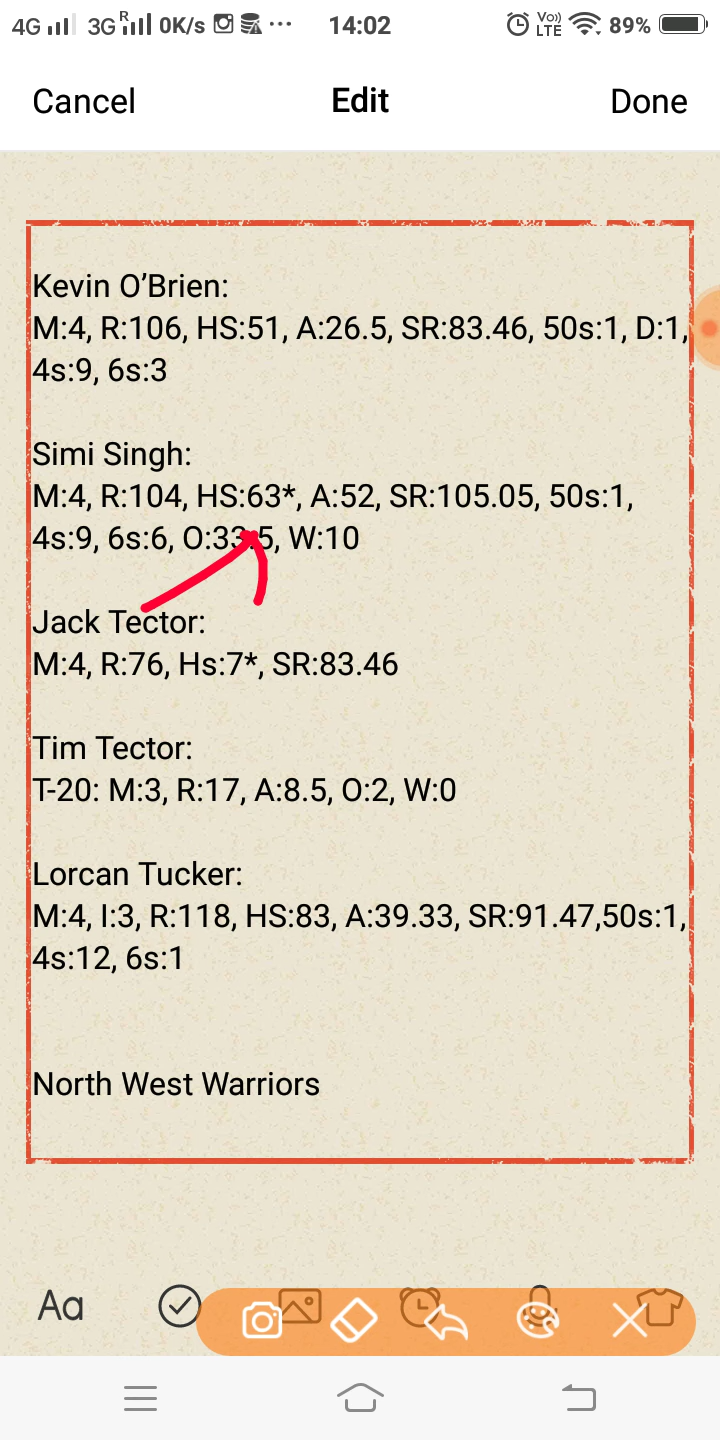 4G 3G R 0K/s ... 14:02 Vo)) LTE 89%
Cancel Edit Done
Kevin O’Brien:
M:4, R:106, HS:51, A:26.5, SR:83.46, 50s:1, D:1,
4s:9, 6s:3
Simi Singh:
M:4, R:104, HS:63*, A:52, SR:105.05, 50s:1,
4s:9, 6s:6, O:33.5, W:10
Jack Tector:
M:4, R:76, Hs:7*, SR:83.46
Tim Tector:
T-20: M:3, R:17, A:8.5, O:2, W:0
Lorcan Tucker:
M:4, I:3, R:118, HS:83, A:39.33, SR:91.47,50s:1,
4s:12, 6s:1
North West Warriors
Aa